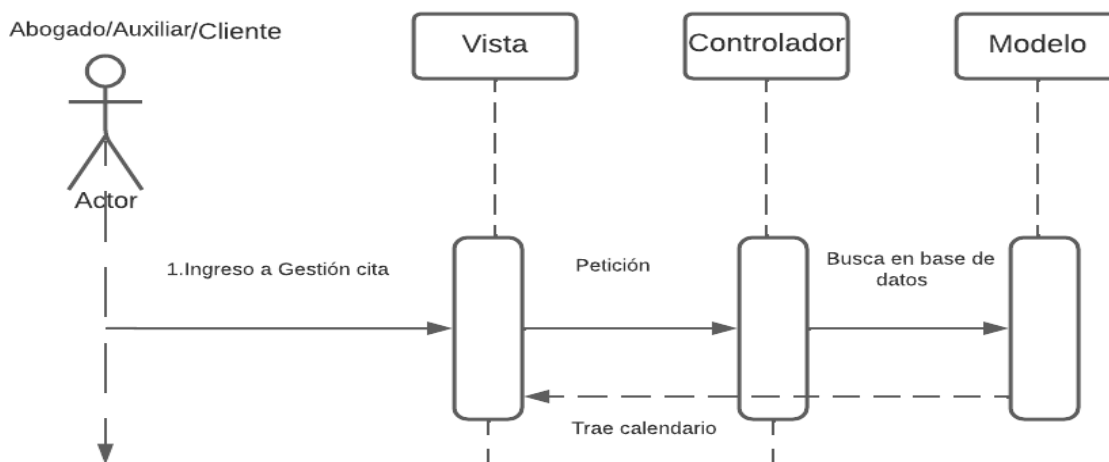 Abogado/Auxiliar/Cliente
Vista
Controlador
Modelo
Actor
1.Ingreso a Gestión cita
Petición
Busca en base de
datos
Trae calendario